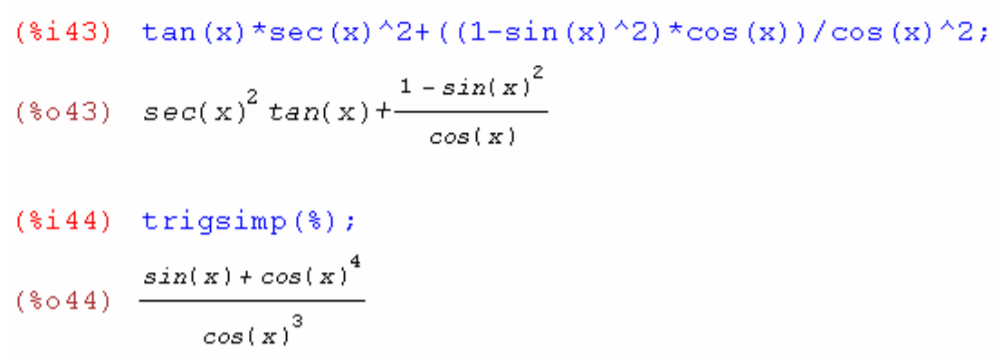 (%i43) tan(x)*sec(x)^2+((1-sin(x)^2)*cos(x))/cos(x)^2;
(%o43) sec(x)^2 tan(x)+(1-sin(x)^2)/cos(x)
(%i44) trigsimp(%);
(%o44) (sin(x)+cos(x)^4)/cos(x)^3